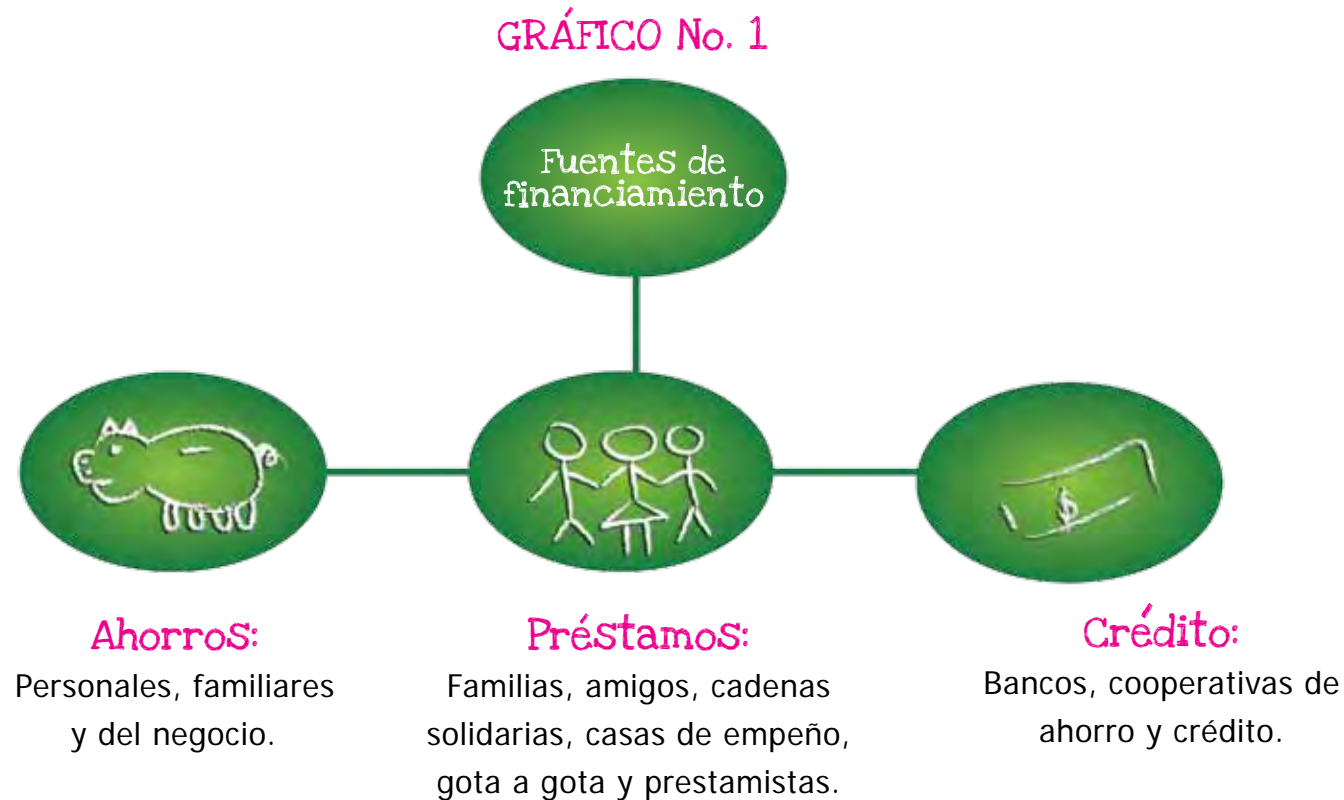 GRÁFICO No. 1
Fuentes de
financiamiento
$
Ahorros:
Personales, familiares
y del negocio.
Préstamos:
Familias, amigos, cadenas
solidarias, casas de empeño,
gota a gota y prestamistas.
Crédito:
Bancos, cooperativas de
ahorro y crédito.